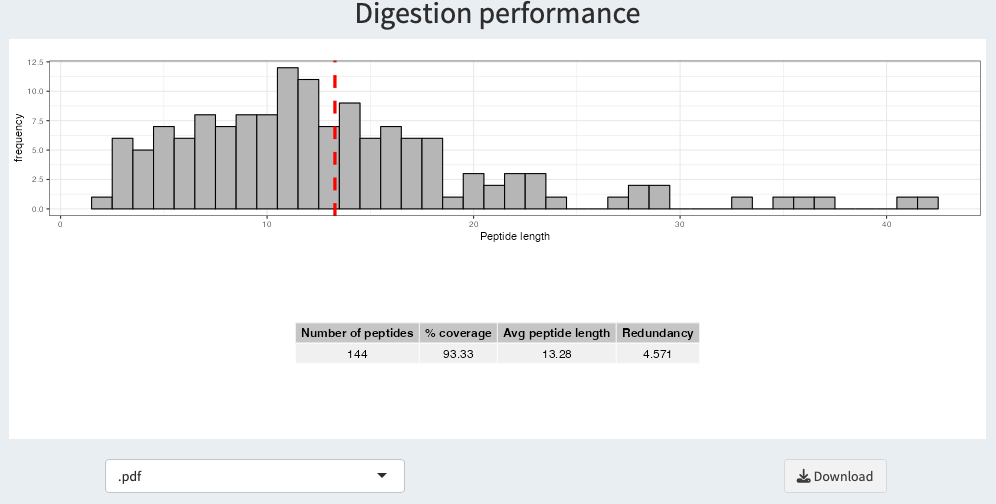 Digestion performance
12.5
10.0
7.5
5.0
2.5
0.0
frequency
0 10 20 30 40
Peptide length
Number of peptides % coverage Avg peptide length Redundancy
144 93.33 13.28 4.571
.pdf Download